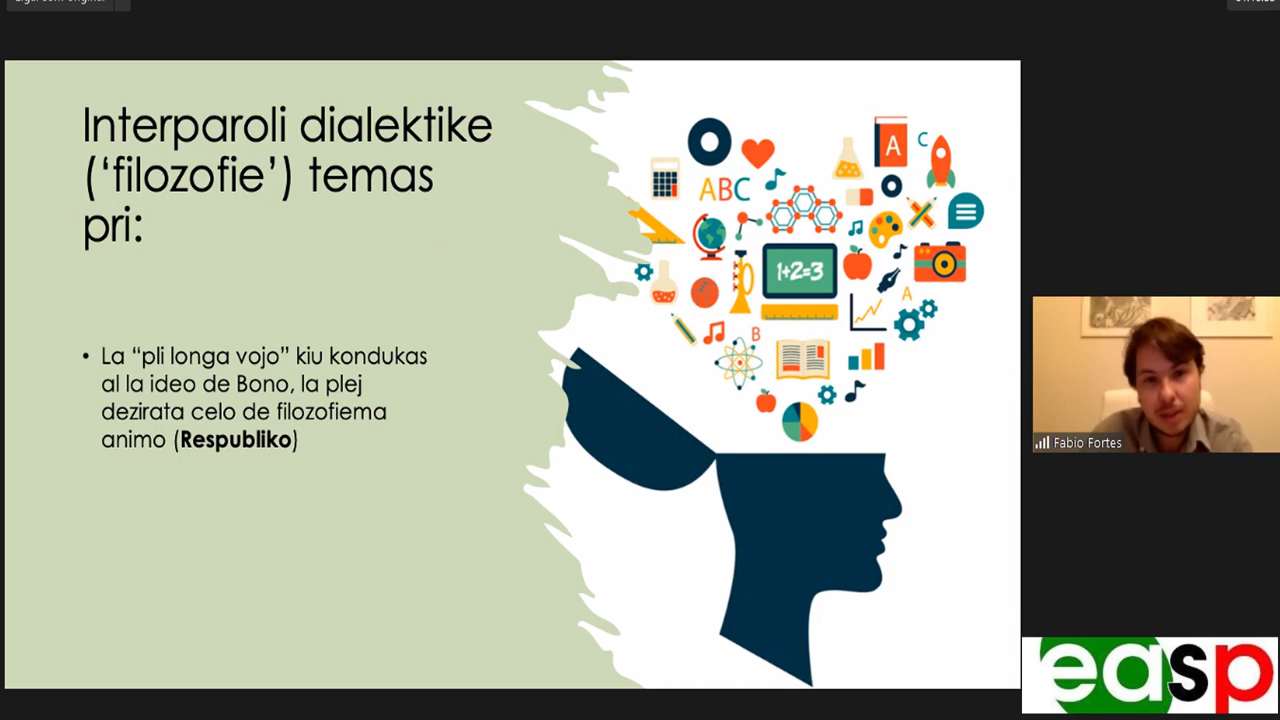 Interparoli dialektike
(‘filozofie’) temas
pri:
• La “pli longa vojo” kiu kondukas
al la ideo de Bono, la plej
dezirata celo de filozofiema
animo (Respubliko)
A
C
ABC
1+2=3
A
B
Fabio Fortes
easp